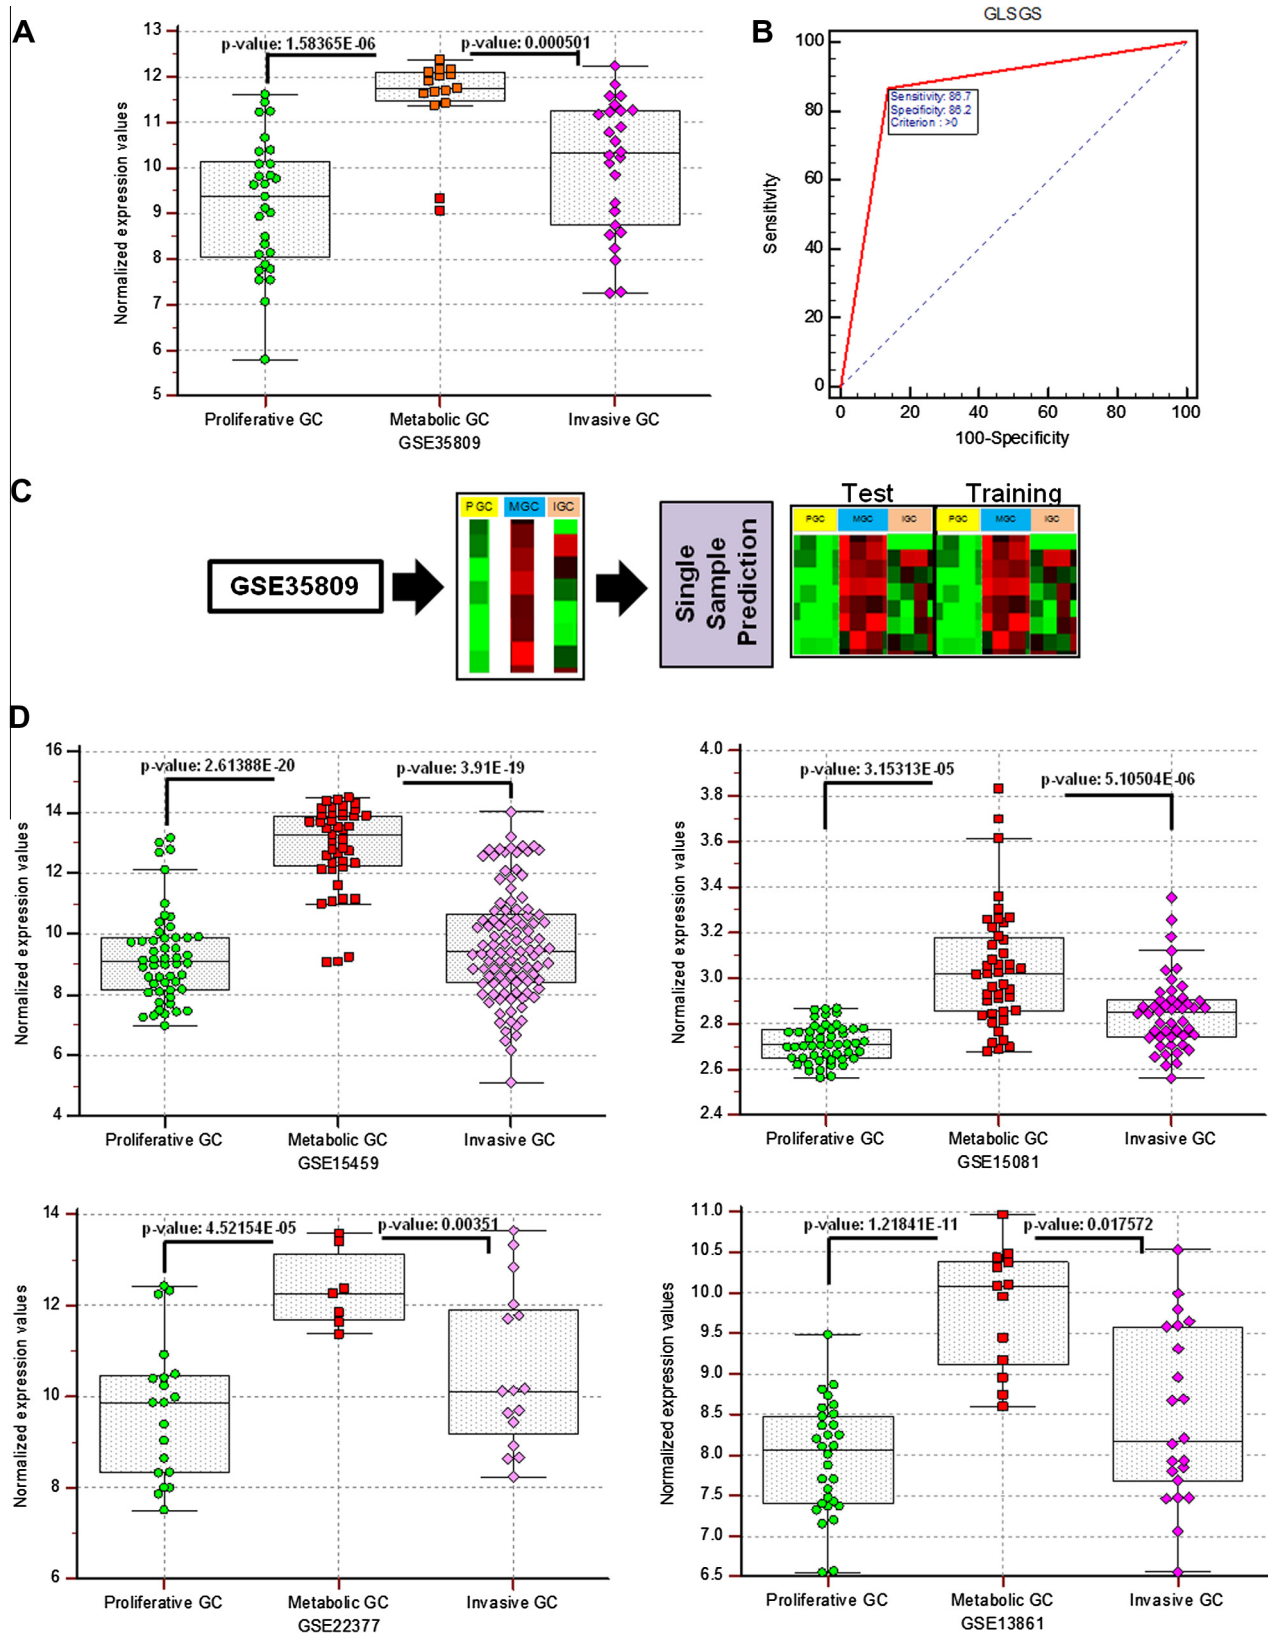 A
13
12
11
10
9
8
7
6
5
Normalized expression values
p-value: 1.58365E-06
p-value: 0.000501
Proliferative GC
Metabolic GC
Invasive GC
GSE35809
B
GLSGS
100
80
60
40
20
0
Sensitivity
Sensitivity: 86.7
Specificity: 86.2
Criterion : >0
0 20 40 60 80 100
100-Specificity
C
GSE35809
PGC MGC IGC
Single
Sample
Prediction
Test Training
PGC MGC IGC PGC MGC IGC
D
16
14
12
10
8
6
4
Normalized expression values
p-value: 2.61388E-20
p-value: 3.91E-19
Proliferative GC
Metabolic GC
Invasive GC
GSE15459
4.0
3.8
3.6
3.4
3.2
3.0
2.8
2.6
2.4
Normalized expression values
p-value: 3.15313E-05
p-value: 5.10504E-06
Proliferative GC
Metabolic GC
Invasive GC
GSE15081
14
12
10
8
6
Normalized expression values
p-value: 4.52154E-05
p-value: 0.00351
Proliferative GC
Metabolic GC
Invasive GC
GSE22377
11.0
10.5
10.0
9.5
9.0
8.5
8.0
7.5
7.0
6.5
Normalized expression values
p-value: 1.21841E-11
p-value: 0.017572
Proliferative GC
Metabolic GC
Invasive GC
GSE13861